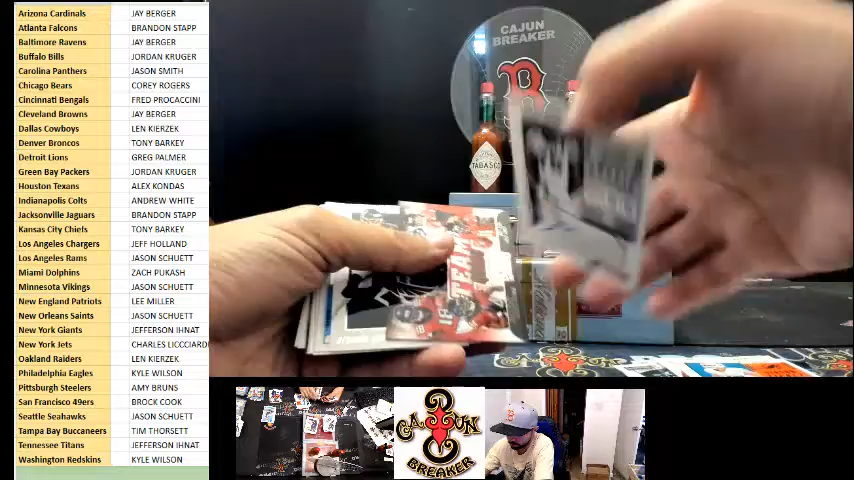 Arizona Cardinals JAY BERGER
Atlanta Falcons BRANDON STAPP
Baltimore Ravens JAY BERGER
Buffalo Bills JORDAN KRUGER
Carolina Panthers JASON SMITH
Chicago Bears COREY ROGERS
Cincinnati Bengals FRED PROCACCINI
Cleveland Browns JAY BERGER
Dallas Cowboys LEN KIERZEK
Denver Broncos TONY BARKEY
Detroit Lions GREG PALMER
Green Bay Packers JORDAN KRUGER
Houston Texans ALEX KONDAS
Indianapolis Colts ANDREW WHITE
Jacksonville Jaguars BRANDON STAPP
Kansas City Chiefs TONY BARKEY
Los Angeles Chargers JEFF HOLLAND
Los Angeles Rams JASON SCHUETT
Miami Dolphins ZACH PUKASH
Minnesota Vikings JASON SCHUETT
New England Patriots LEE MILLER
New Orleans Saints JASON SCHUETT
New York Giants JEFFERSON IHNAT
New York Jets CHARLES LICCCIARDI
Oakland Raiders LEN KIERZEK
Philadelphia Eagles KYLE WILSON
Pittsburgh Steelers AMY BRUNS
San Francisco 49ers BROCK COOK
Seattle Seahawks JASON SCHUETT
Tampa Bay Buccaneers TIM THORSETT
Tennessee Titans JEFFERSON IHNAT
Washington Redskins KYLE WILSON
CAJUN
BREAKER
B
TABASCO
TEAM
CAJUN
BREAKER